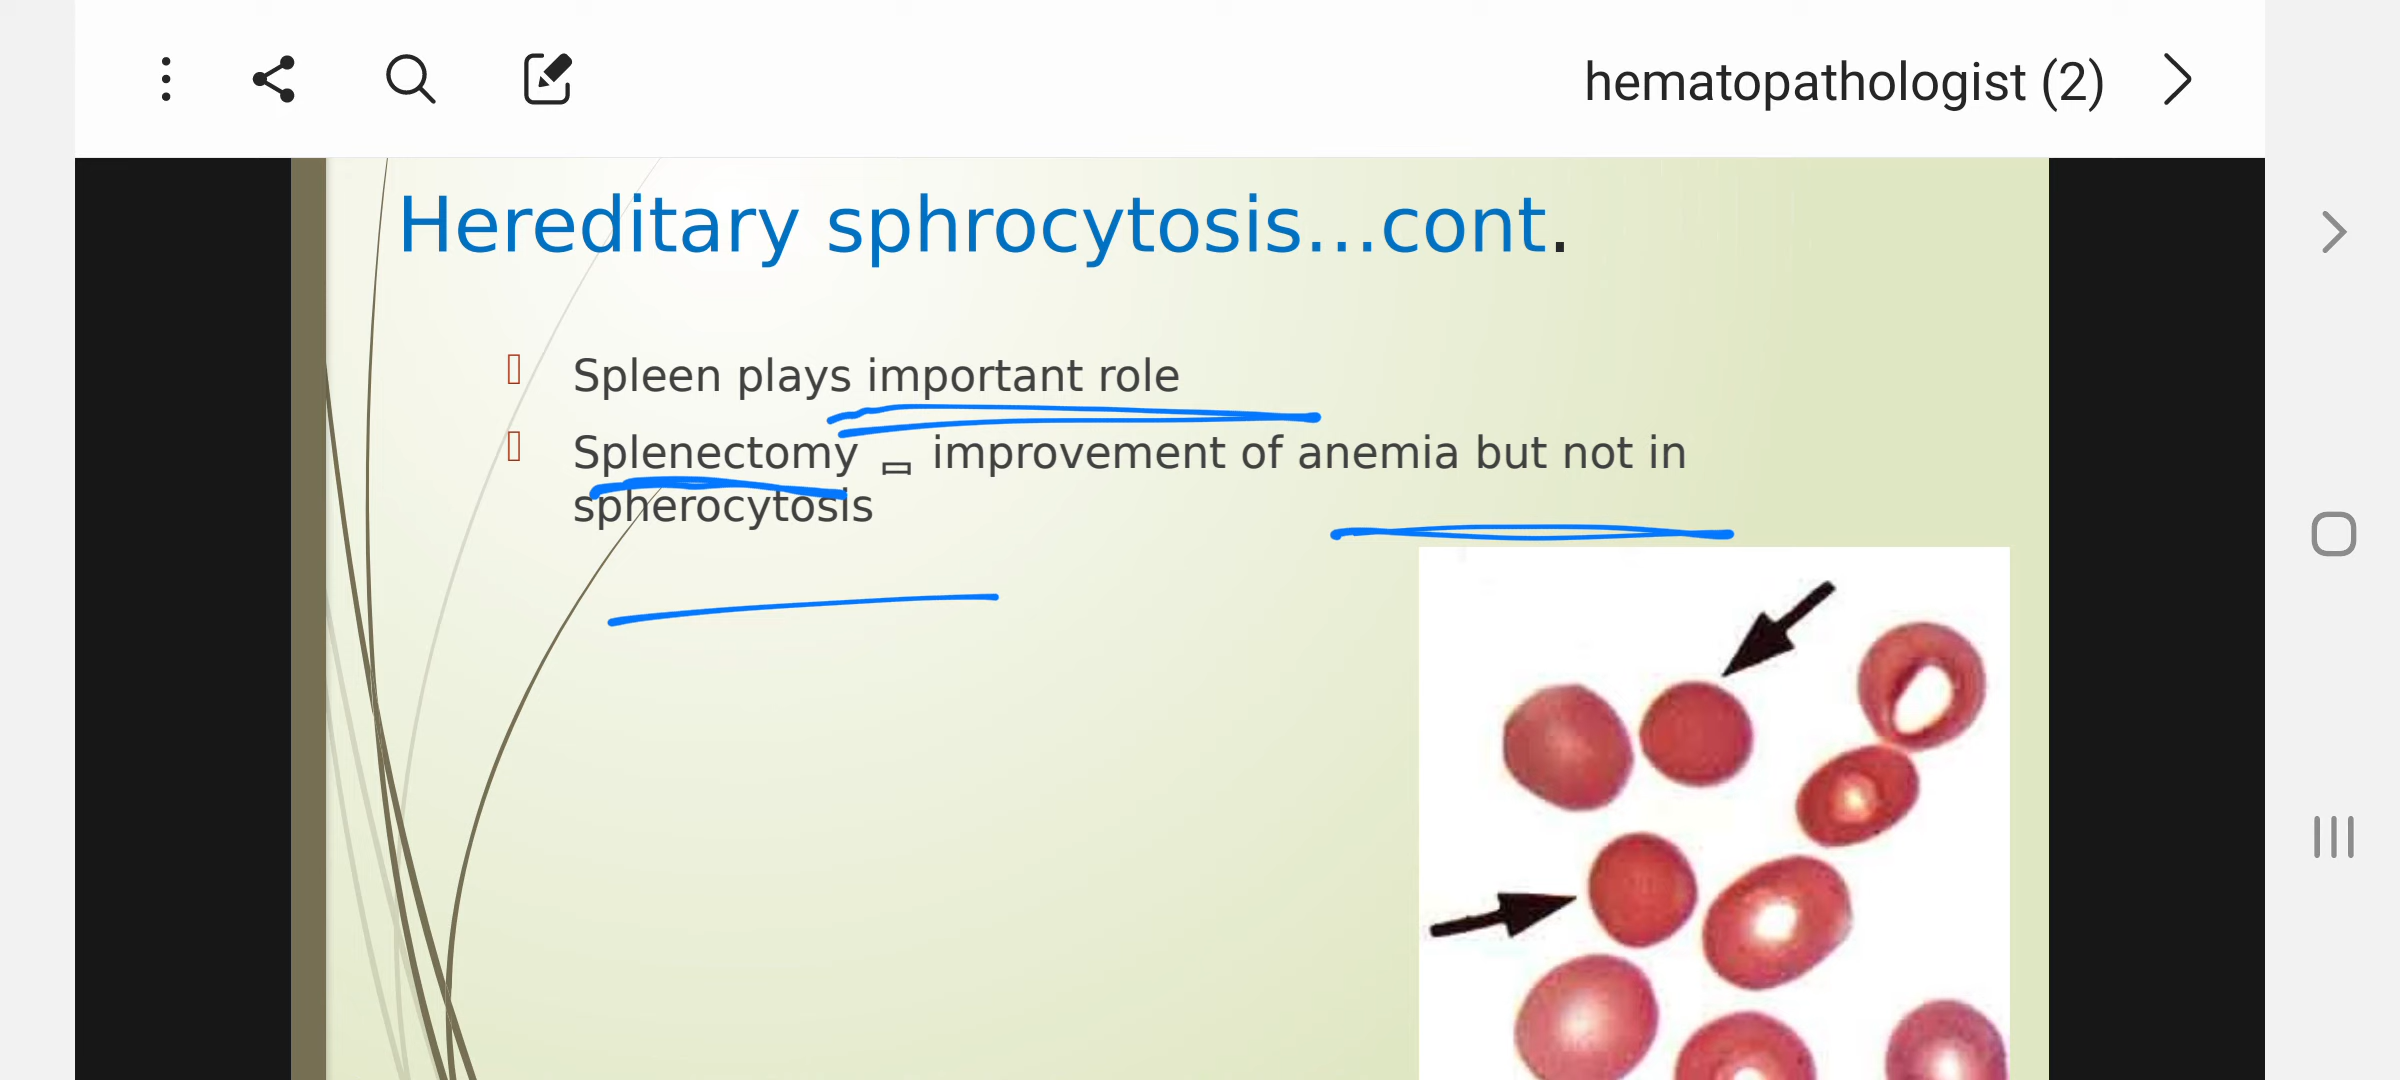 hematopathologist (2)
Hereditary sphrocytosis...cont.
Spleen plays important role
Splenectomy improvement of anemia but not in
spherocytosis